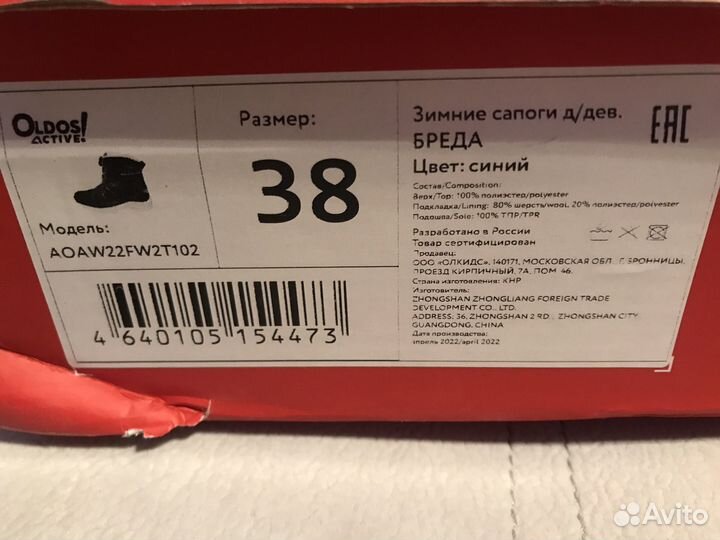 OLDOS!
ACTIVE!
Модель:
AOAW22FW2T102
Размер:
38
4 640105 154473
Зимние сапоги д/дев.
БРЕДА
Цвет: синий
EAC
Состав/Composition:
Верх/Top: 100% полиэстер/polyester
Подкладка/Lining: 80% шерсть/wool, 20% полиэстер/polyester
Подошва/Sole: 100% ТПР/TPR
Разработано в России
Товар сертифицирован
Продавец:
ООО «ОЛКИДС», 140171, МОСКОВСКАЯ ОБЛ., Г. БРОННИЦЫ,
ПРОЕЗД КИРПИЧНЫЙ, 7А, ПОМ. 46.
Страна изготовления: КНР
Изготовитель:
ZHONGSHAN ZHONGLIANG FOREIGN TRADE
DEVELOPMENT CO., LTD.
ADDRESS: 36, ZHONGSHAN 2 RD., ZHONGSHAN CITY,
GUANGDONG, CHINA
Дата производства:
апрель 2022/april 2022
Avito